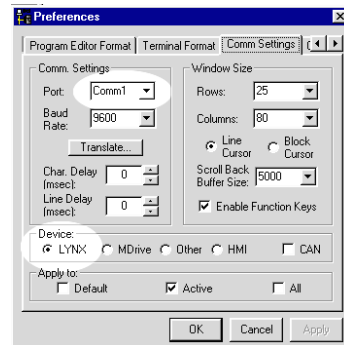 Preferences
Program Editor Format Terminal Format Comm Settings
Comm. Settings
Port: Comm1
Baud Rate: 9600
Translate...
Char. Delay (msec): 0
Line Delay (msec): 0
Window Size
Rows: 25
Columns: 80
Line Cursor Block Cursor
Scroll Back Buffer Size: 5000
Enable Function Keys
Device:
LYNX MDrive Other HMI CAN
Apply to:
Default Active All
OK Cancel Apply